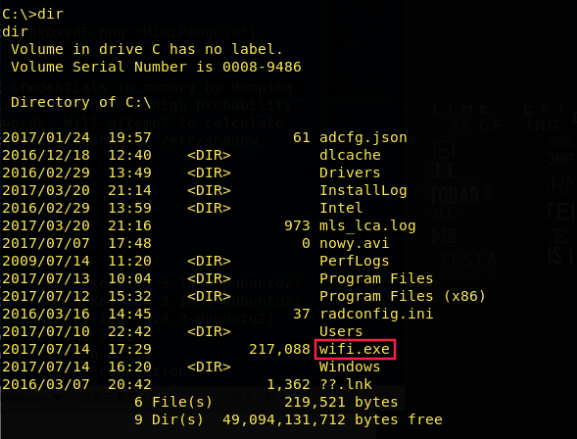 C:\>dir
dir
 Volume in drive C has no label.
 Volume Serial Number is 0008-9486

 Directory of C:\

2017/01/24  19:57                61 adcfg.json
2016/12/18  12:40    <DIR>          dlcache
2016/02/29  13:49    <DIR>          Drivers
2017/03/20  21:14    <DIR>          InstallLog
2016/02/29  13:59    <DIR>          Intel
2017/03/20  21:16               973 mls_lca.log
2017/07/07  17:48                 0 nowy.avi
2009/07/14  11:20    <DIR>          PerfLogs
2017/07/13  10:04    <DIR>          Program Files
2017/07/12  15:32    <DIR>          Program Files (x86)
2016/03/16  14:45                37 radconfig.ini
2017/07/10  22:42    <DIR>          Users
2017/07/14  17:29           217,088 wifi.exe
2017/07/14  16:20    <DIR>          Windows
2016/03/07  20:42             1,362 ??.lnk
               6 File(s)        219,521 bytes
               9 Dir(s)  49,094,131,712 bytes free